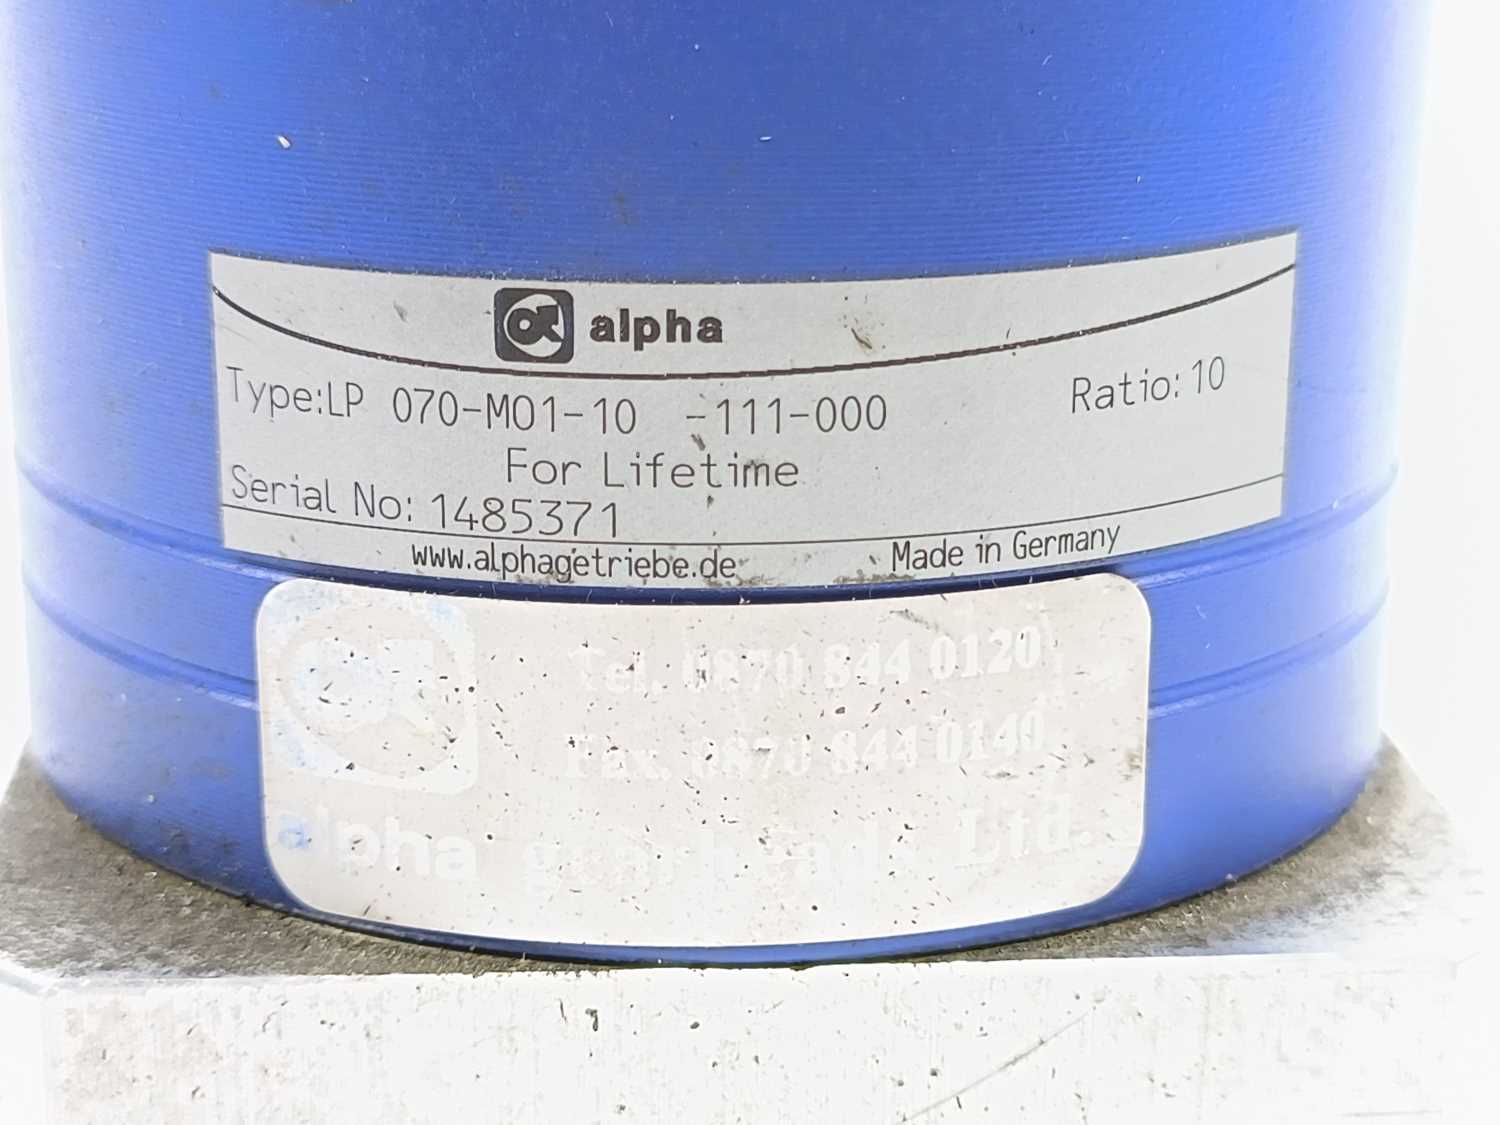 alpha
Type:LP 070-M01-10 -111-000 Ratio: 10
For Lifetime
Serial No: 1485371
www.alphagetriebe.de Made in Germany
Tel. 0870 844 0120
Fax. 0870 844 0140
alpha gearheads Ltd.